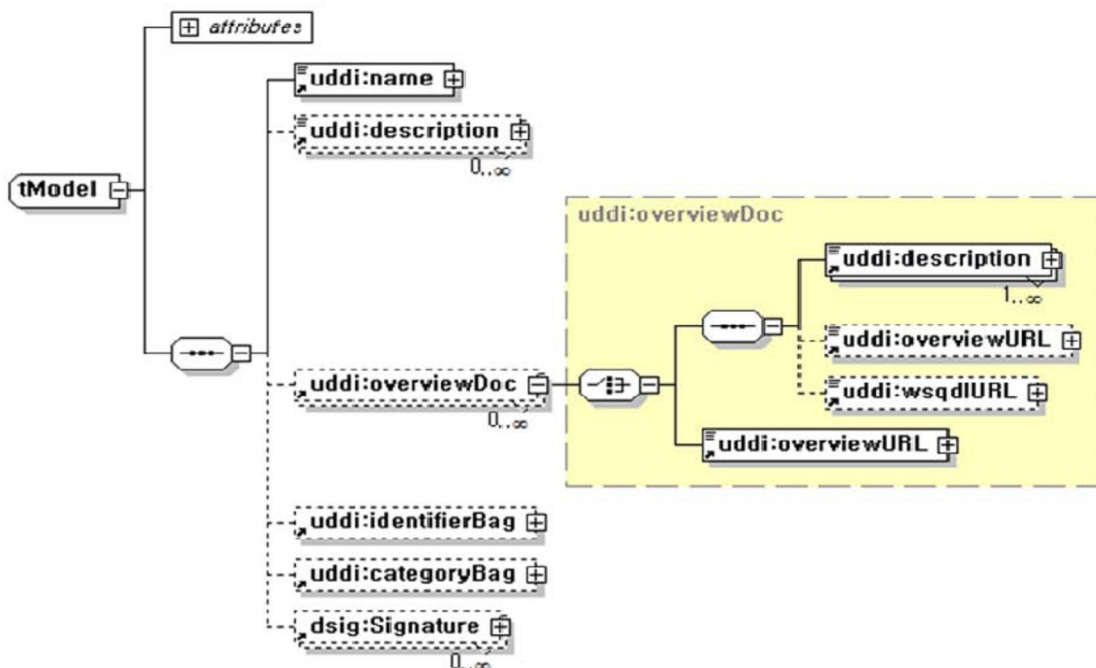 attributes
uddi:name
uddi:description
0..∞
tModel
uddi:overviewDoc
uddi:description
1..∞
uddi:overviewURL
uddi:wsqdlURL
uddi:overviewDoc
0..∞
uddi:overviewURL
uddi:identifierBag
uddi:categoryBag
dsig:Signature
0..∞